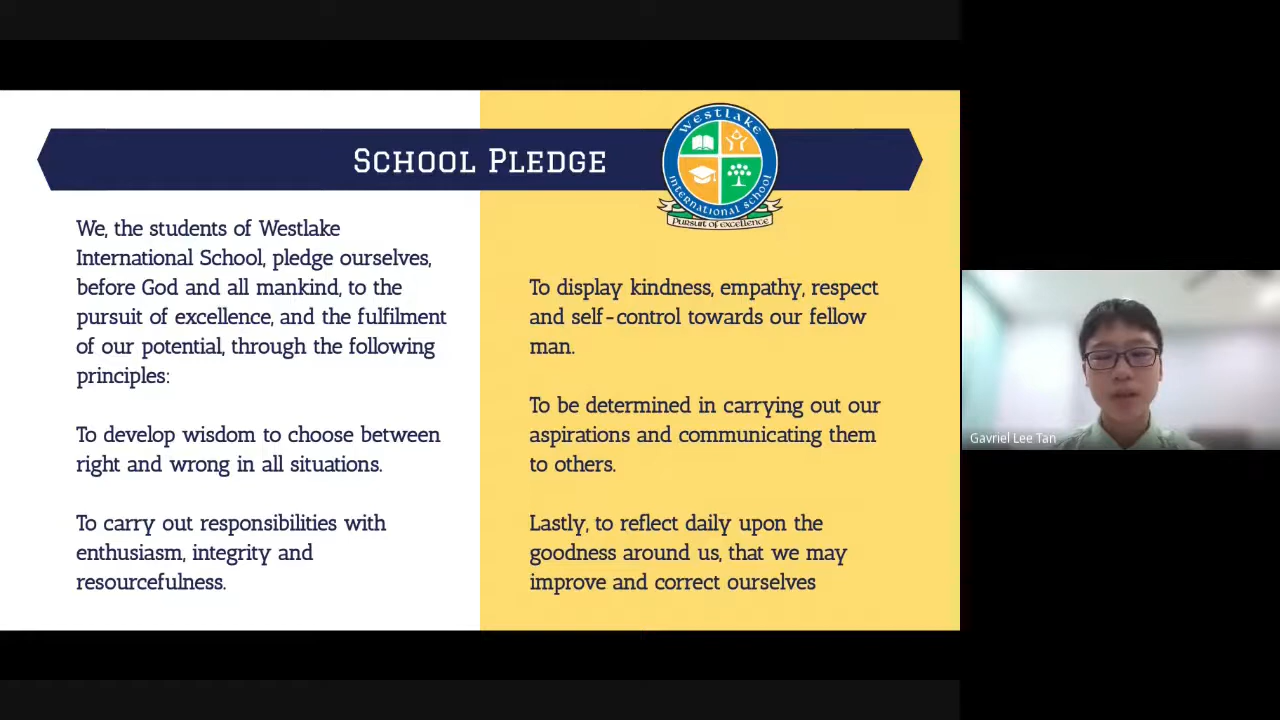 School Pledge
Westlake
International School
Pursuit of Excellence
We, the students of Westlake
International School, pledge ourselves,
before God and all mankind, to the
pursuit of excellence, and the fulfilment
of our potential, through the following
principles:
To develop wisdom to choose between
right and wrong in all situations.
To carry out responsibilities with
enthusiasm, integrity and
resourcefulness.
To display kindness, empathy, respect
and self-control towards our fellow
man.
To be determined in carrying out our
aspirations and communicating them
to others.
Lastly, to reflect daily upon the
goodness around us, that we may
improve and correct ourselves
Gavriel Lee Tan